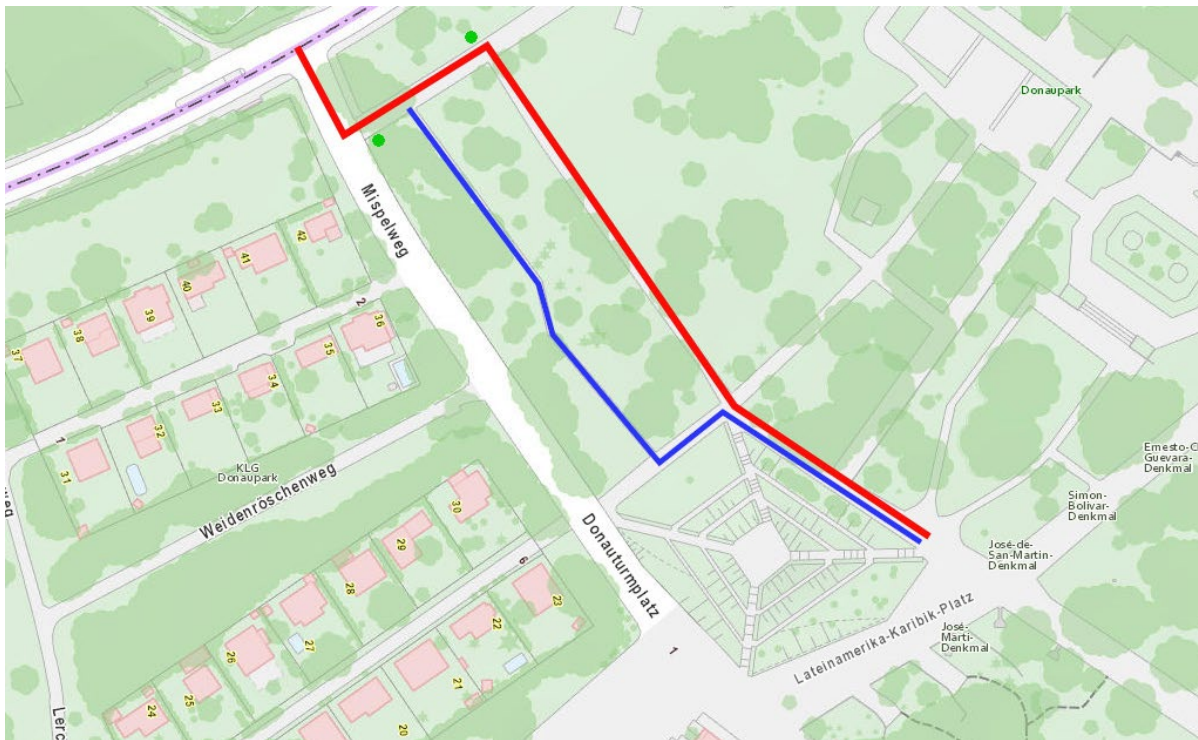 Donaupark
Mispelweg
42
41
40
39
38
37
2
36
35
34
33
32
31
1
KLG
Donaupark
Weidenröschenweg
30
29
28
27
26
25
24
6
23
22
21
20
Donauturmplatz
1
Lateinamerika-Karibik-Platz
Ernesto-C
Guevara-
Denkmal
Simon-
Bolivar-
Denkmal
José-de-
San-Martin-
Denkmal
José-
Marti-
Denkmal
Lerc
weg